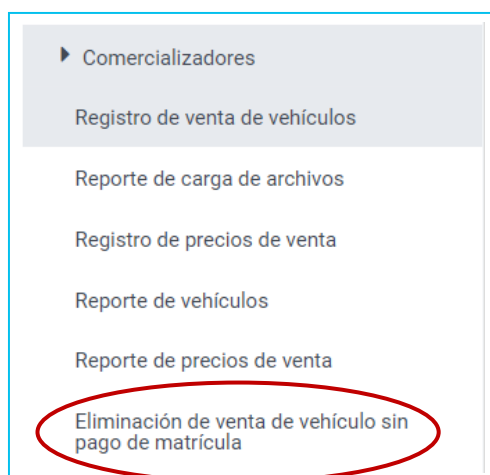 Comercializadores
Registro de venta de vehículos
Reporte de carga de archivos
Registro de precios de venta
Reporte de vehículos
Reporte de precios de venta
Eliminación de venta de vehículo sin
pago de matrícula